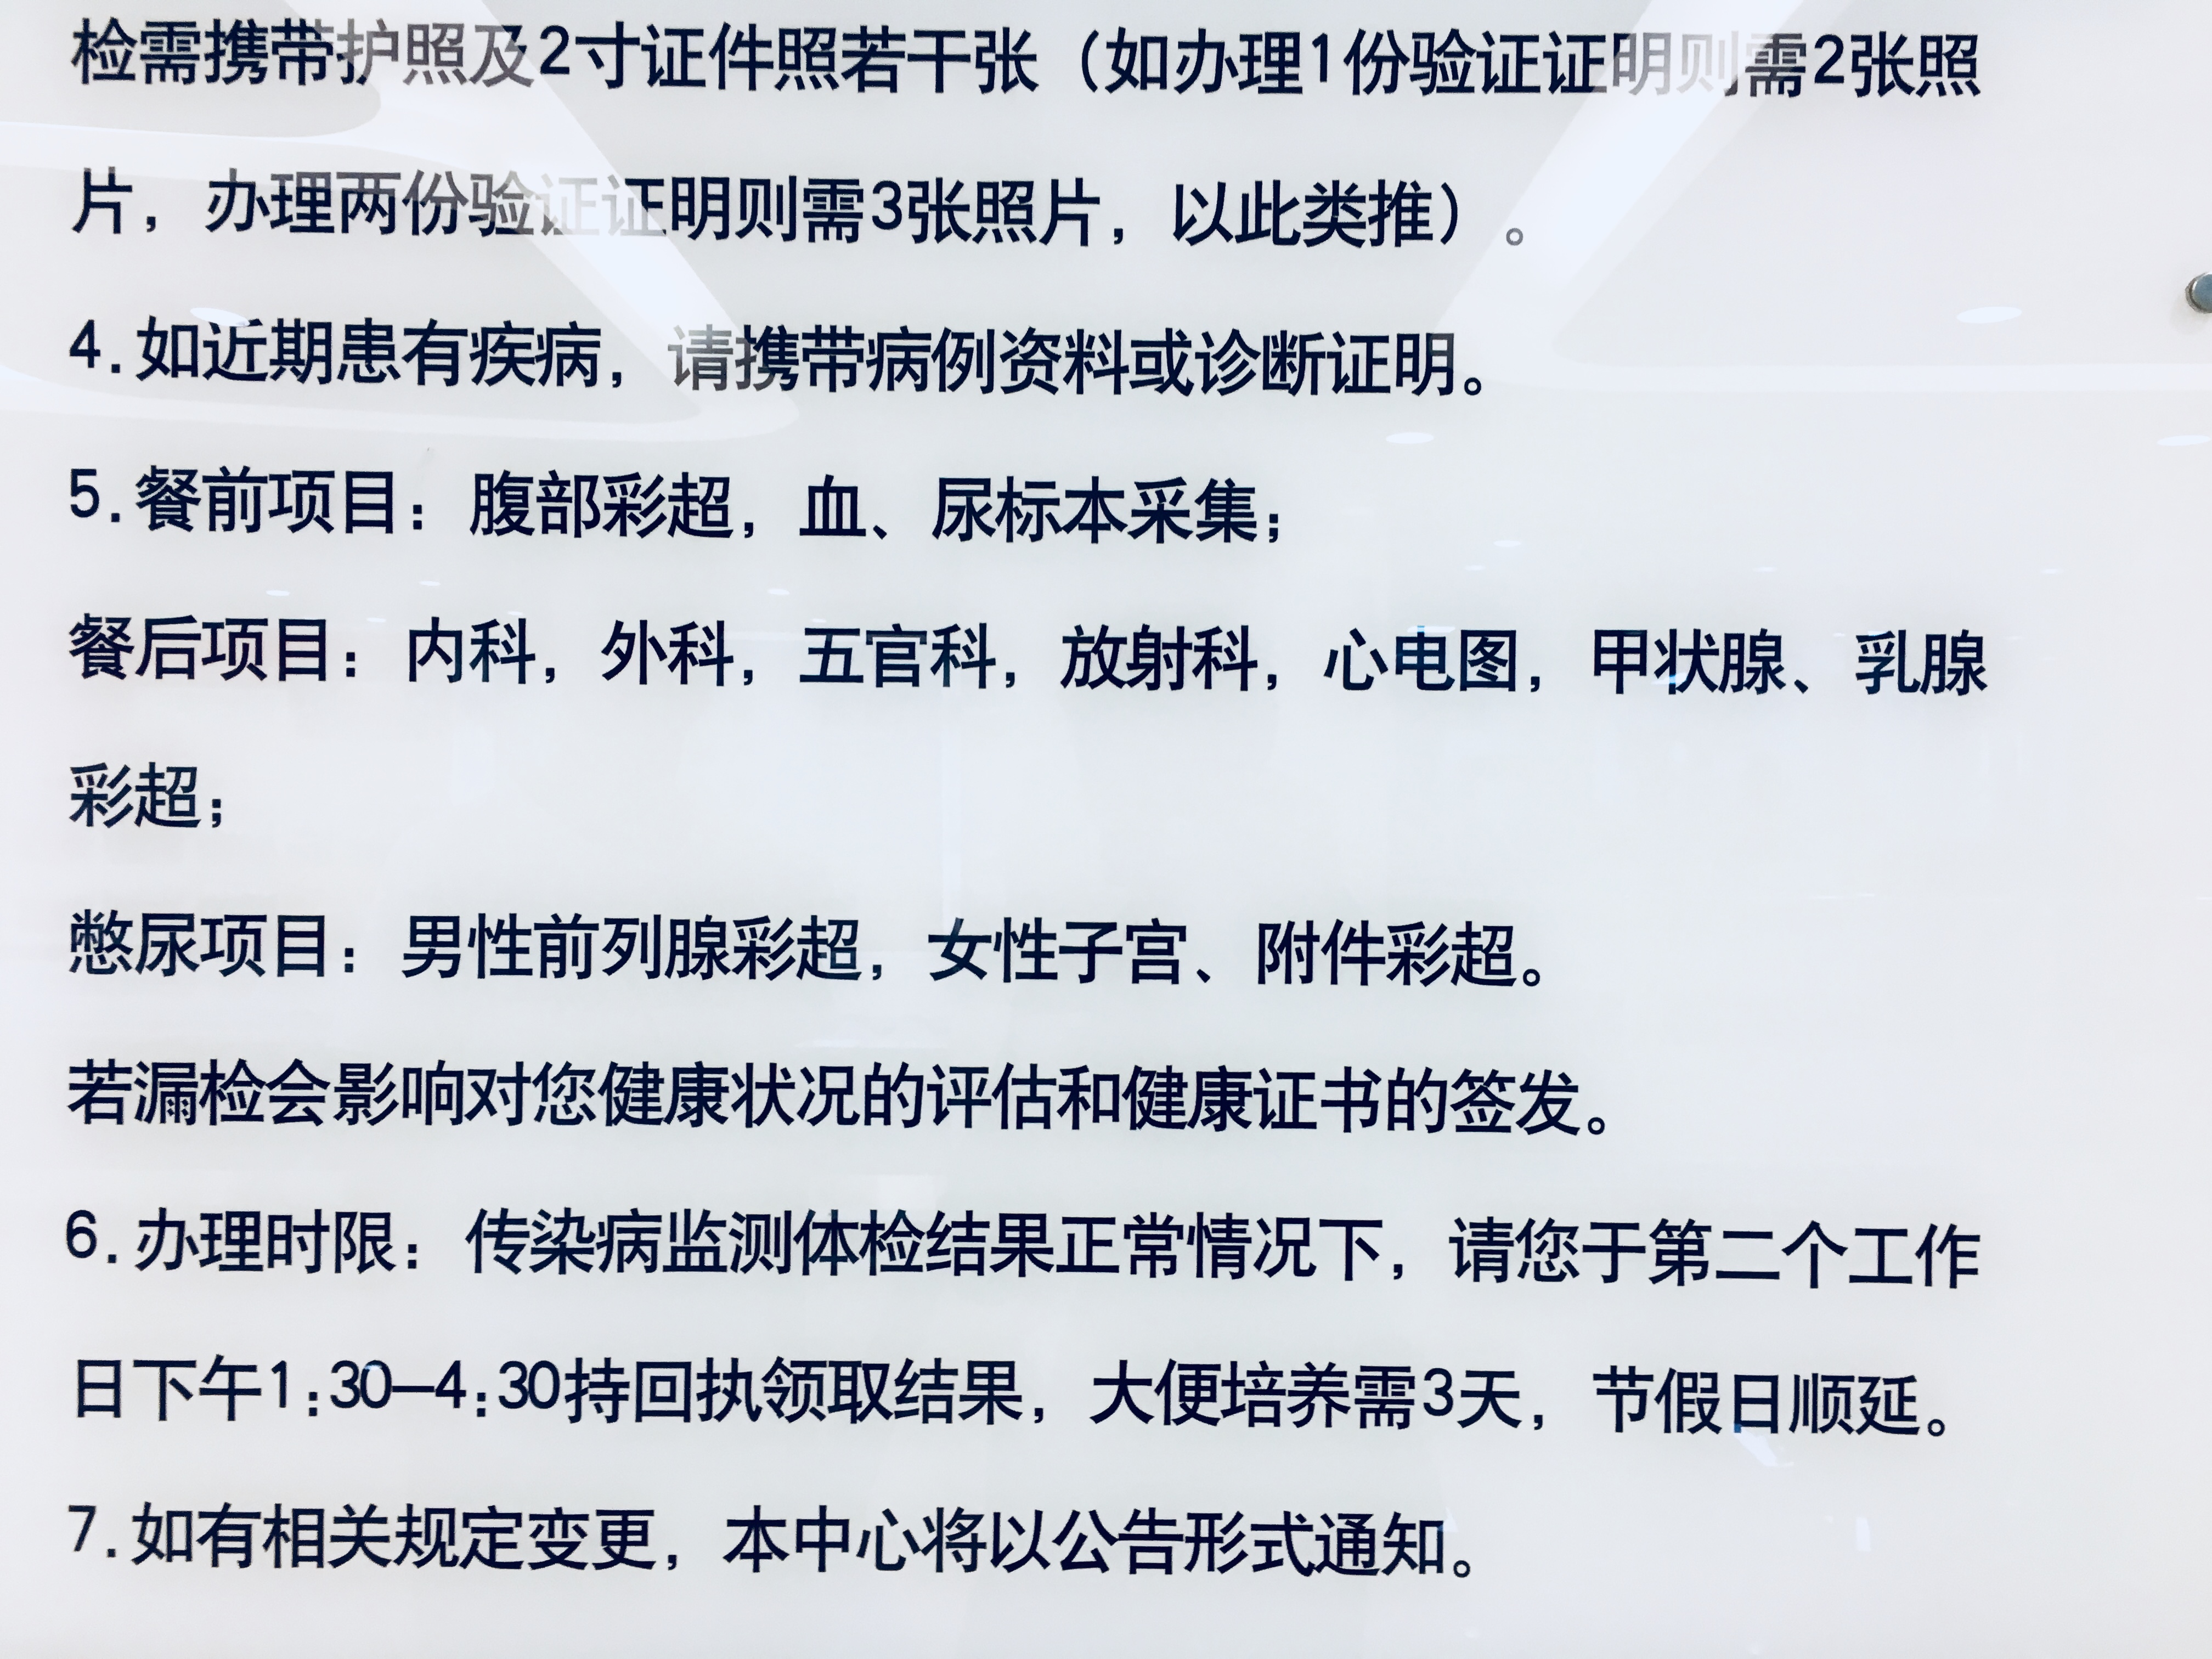 检需携带护照及2寸证件照若干张（如办理1份验证证明则需2张照
片，办理两份验证证明则需3张照片，以此类推）。
4.如近期患有疾病，请携带病例资料或诊断证明。
5.餐前项目：腹部彩超，血、尿标本采集；
餐后项目：内科，外科，五官科，放射科，心电图，甲状腺、乳腺
彩超；
憋尿项目：男性前列腺彩超，女性子宫、附件彩超。
若漏检会影响对您健康状况的评估和健康证书的签发。
6.办理时限：传染病监测体检结果正常情况下，请您于第二个工作
日下午1:30—4:30持回执领取结果，大便培养需3天，节假日顺延。
7.如有相关规定变更，本中心将以公告形式通知。